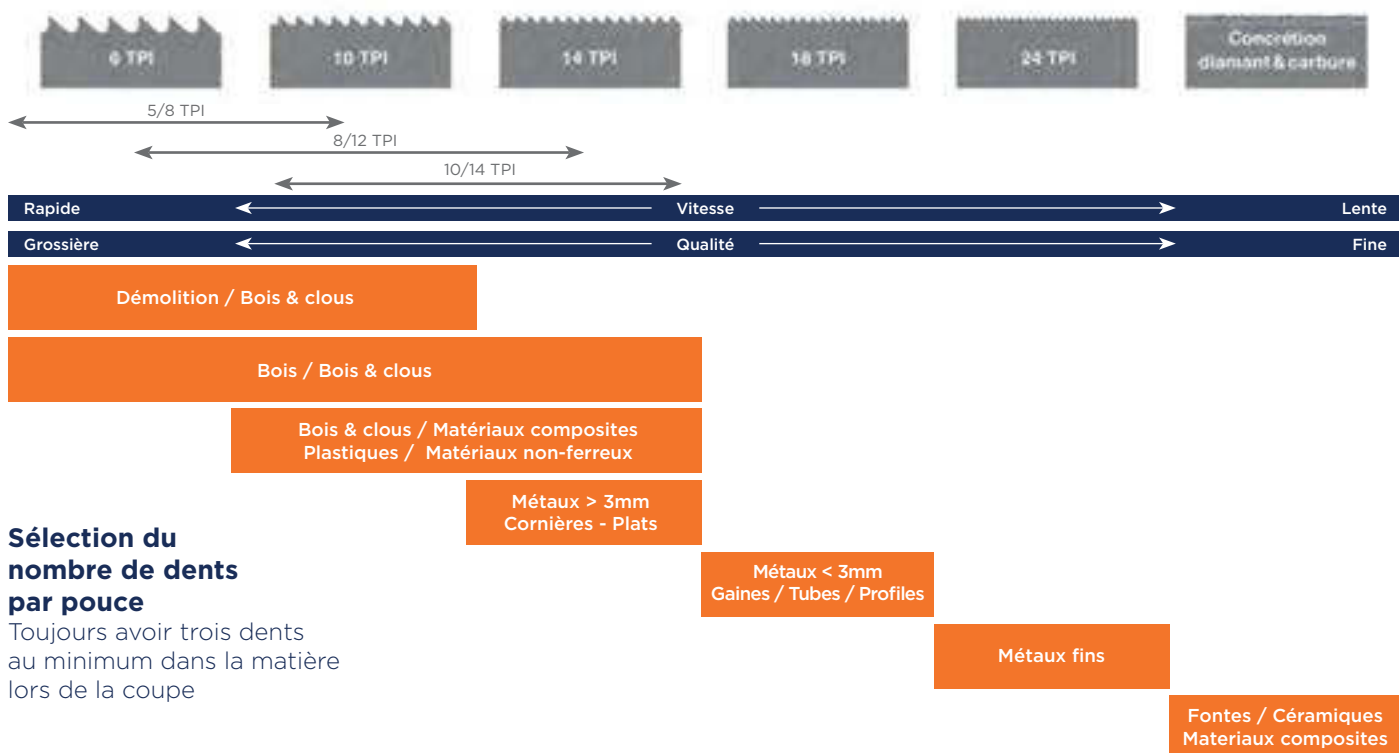 6 TPI
10 TPI
14 TPI
18 TPI
24 TPI
Concrétion
diamant & carbure
5/8 TPI
8/12 TPI
10/14 TPI
Rapide
Vitesse
Lente
Grossière
Qualité
Fine
Démolition / Bois & clous
Bois / Bois & clous
Bois & clous / Matériaux composites
Plastiques / Matériaux non-ferreux
Métaux > 3mm
Cornières - Plats
Sélection du
nombre de dents
par pouce
Toujours avoir trois dents
au minimum dans la matière
lors de la coupe
Métaux < 3mm
Gaines / Tubes / Profiles
Métaux fins
Fontes / Céramiques
Materiaux composites